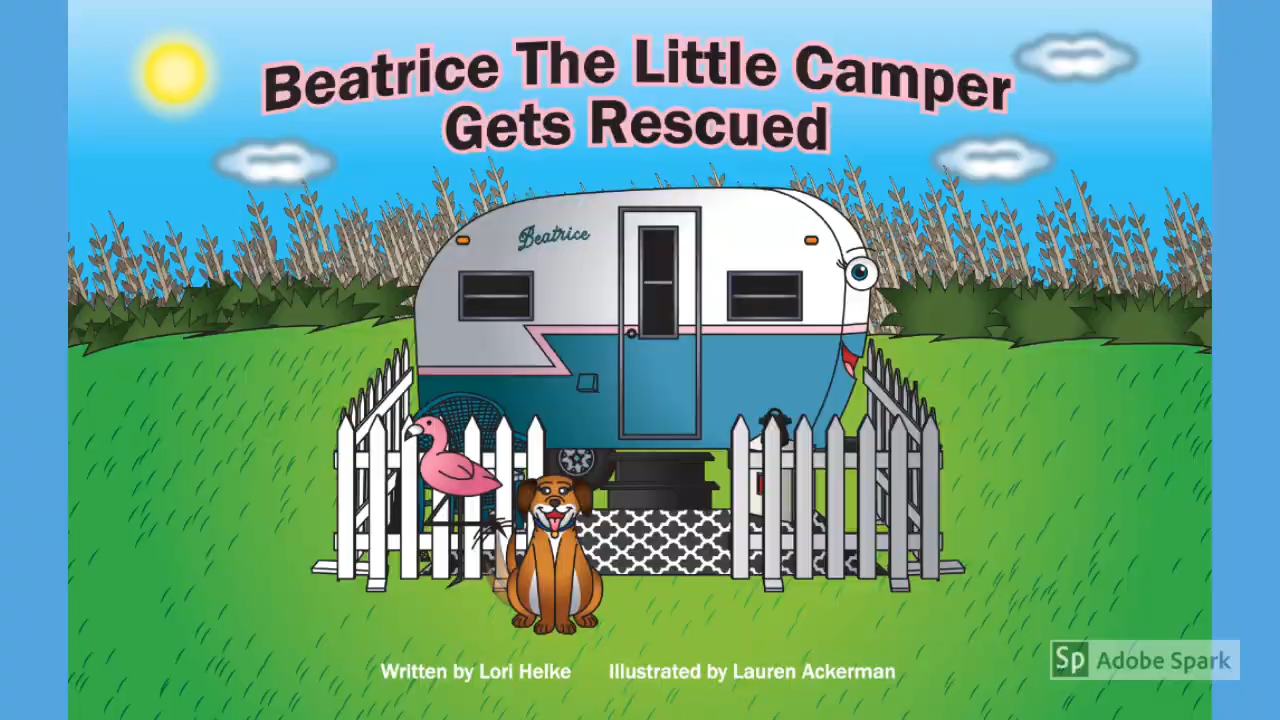 Beatrice The Little Camper
Gets Rescued
Beatrice
Written by Lori Helke Illustrated by Lauren Ackerman
Sp Adobe Spark